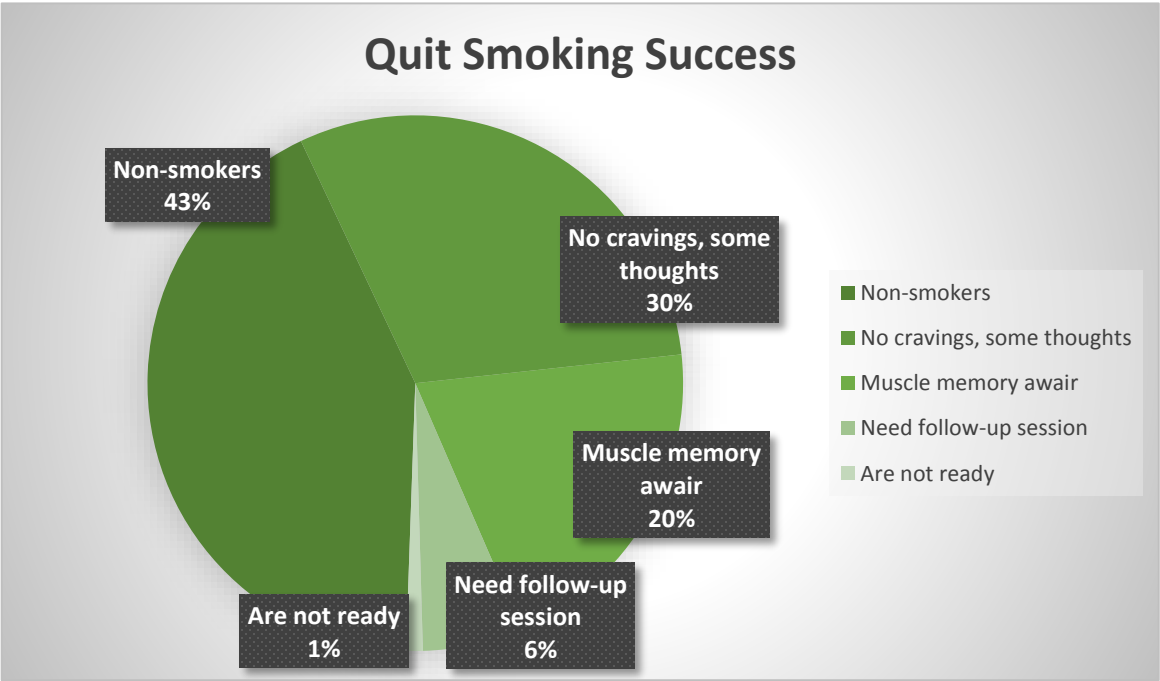 Quit Smoking Success
Non-smokers
43%
No cravings, some
thoughts
30%
Muscle memory
awair
20%
Need follow-up
session
6%
Are not ready
1%
Non-smokers
No cravings, some thoughts
Muscle memory awair
Need follow-up session
Are not ready